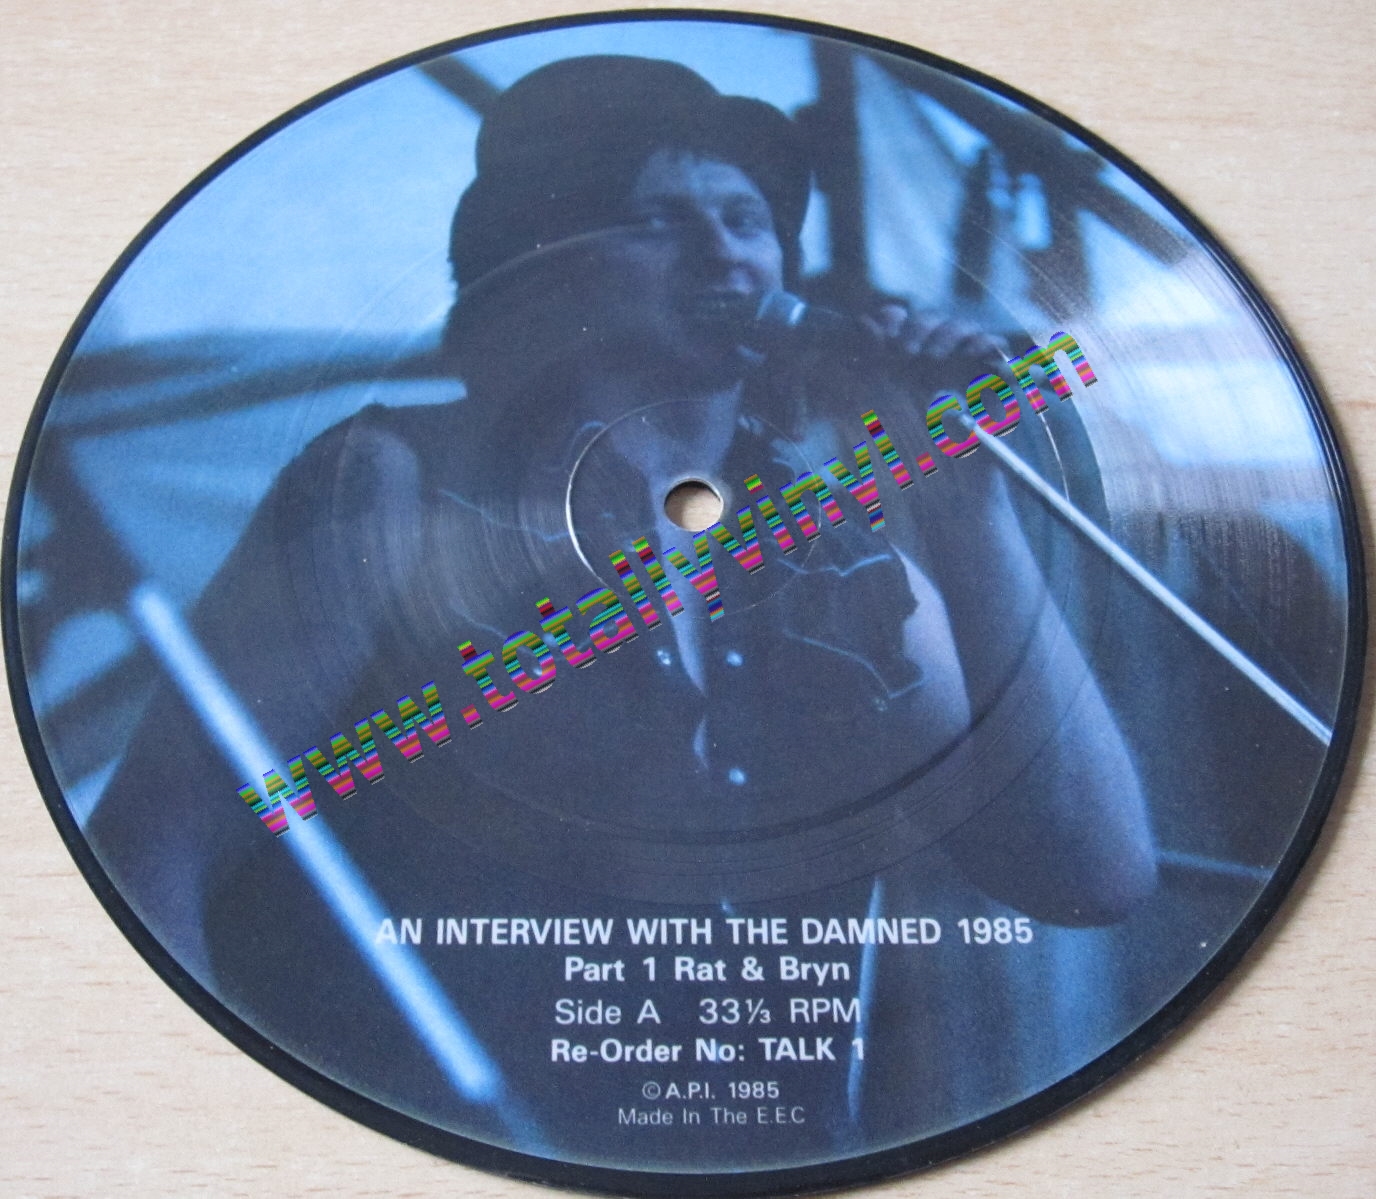 www.totallyvinyl.com
AN INTERVIEW WITH THE DAMNED 1985
Part 1 Rat & Bryn
Side A 33⅓ RPM
Re-Order No: TALK 1
© A.P.I. 1985
Made In The E.E.C